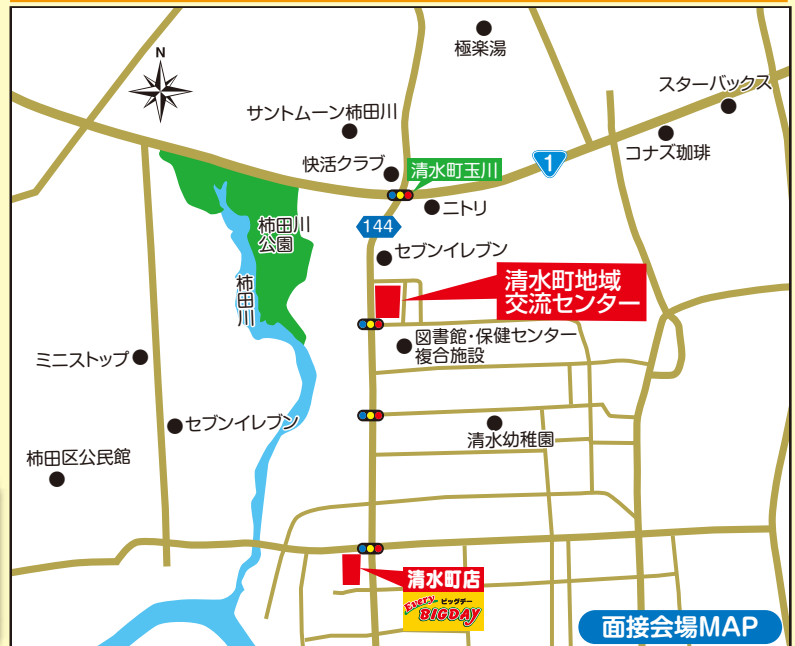 極楽湯
N
スターバックス
サントムーン柿田川
コナズ珈琲
快活クラブ
清水町玉川
1
ニトリ
柿田川
公園
144
セブンイレブン
清水町地域
交流センター
柿田川
図書館・保健センター
複合施設
ミニストップ
セブンイレブン
清水幼稚園
柿田区公民館
清水町店
Every ビッグデー
BIGDAY
面接会場MAP